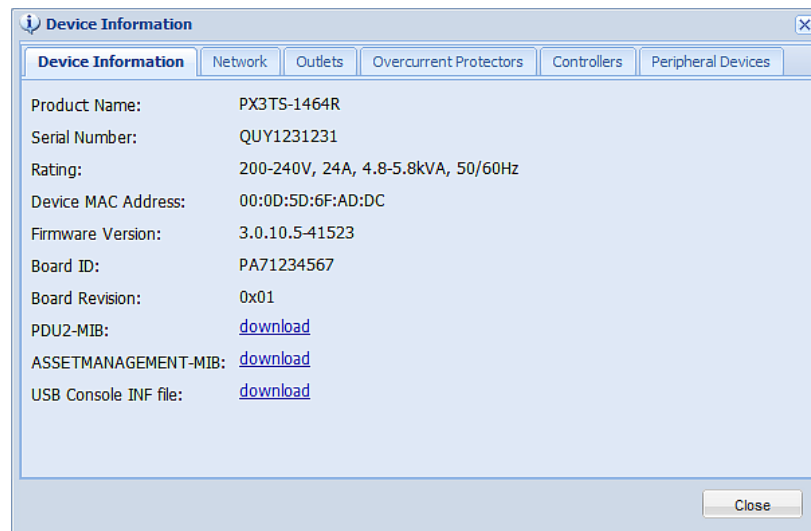 Device Information
Device Information Network Outlets Overcurrent Protectors Controllers Peripheral Devices
Product Name: PX3TS-1464R
Serial Number: QUY1231231
Rating: 200-240V, 24A, 4.8-5.8kVA, 50/60Hz
Device MAC Address: 00:0D:5D:6F:AD:DC
Firmware Version: 3.0.10.5-41523
Board ID: PA71234567
Board Revision: 0x01
PDU2-MIB: download
ASSETMANAGEMENT-MIB: download
USB Console INF file: download
Close